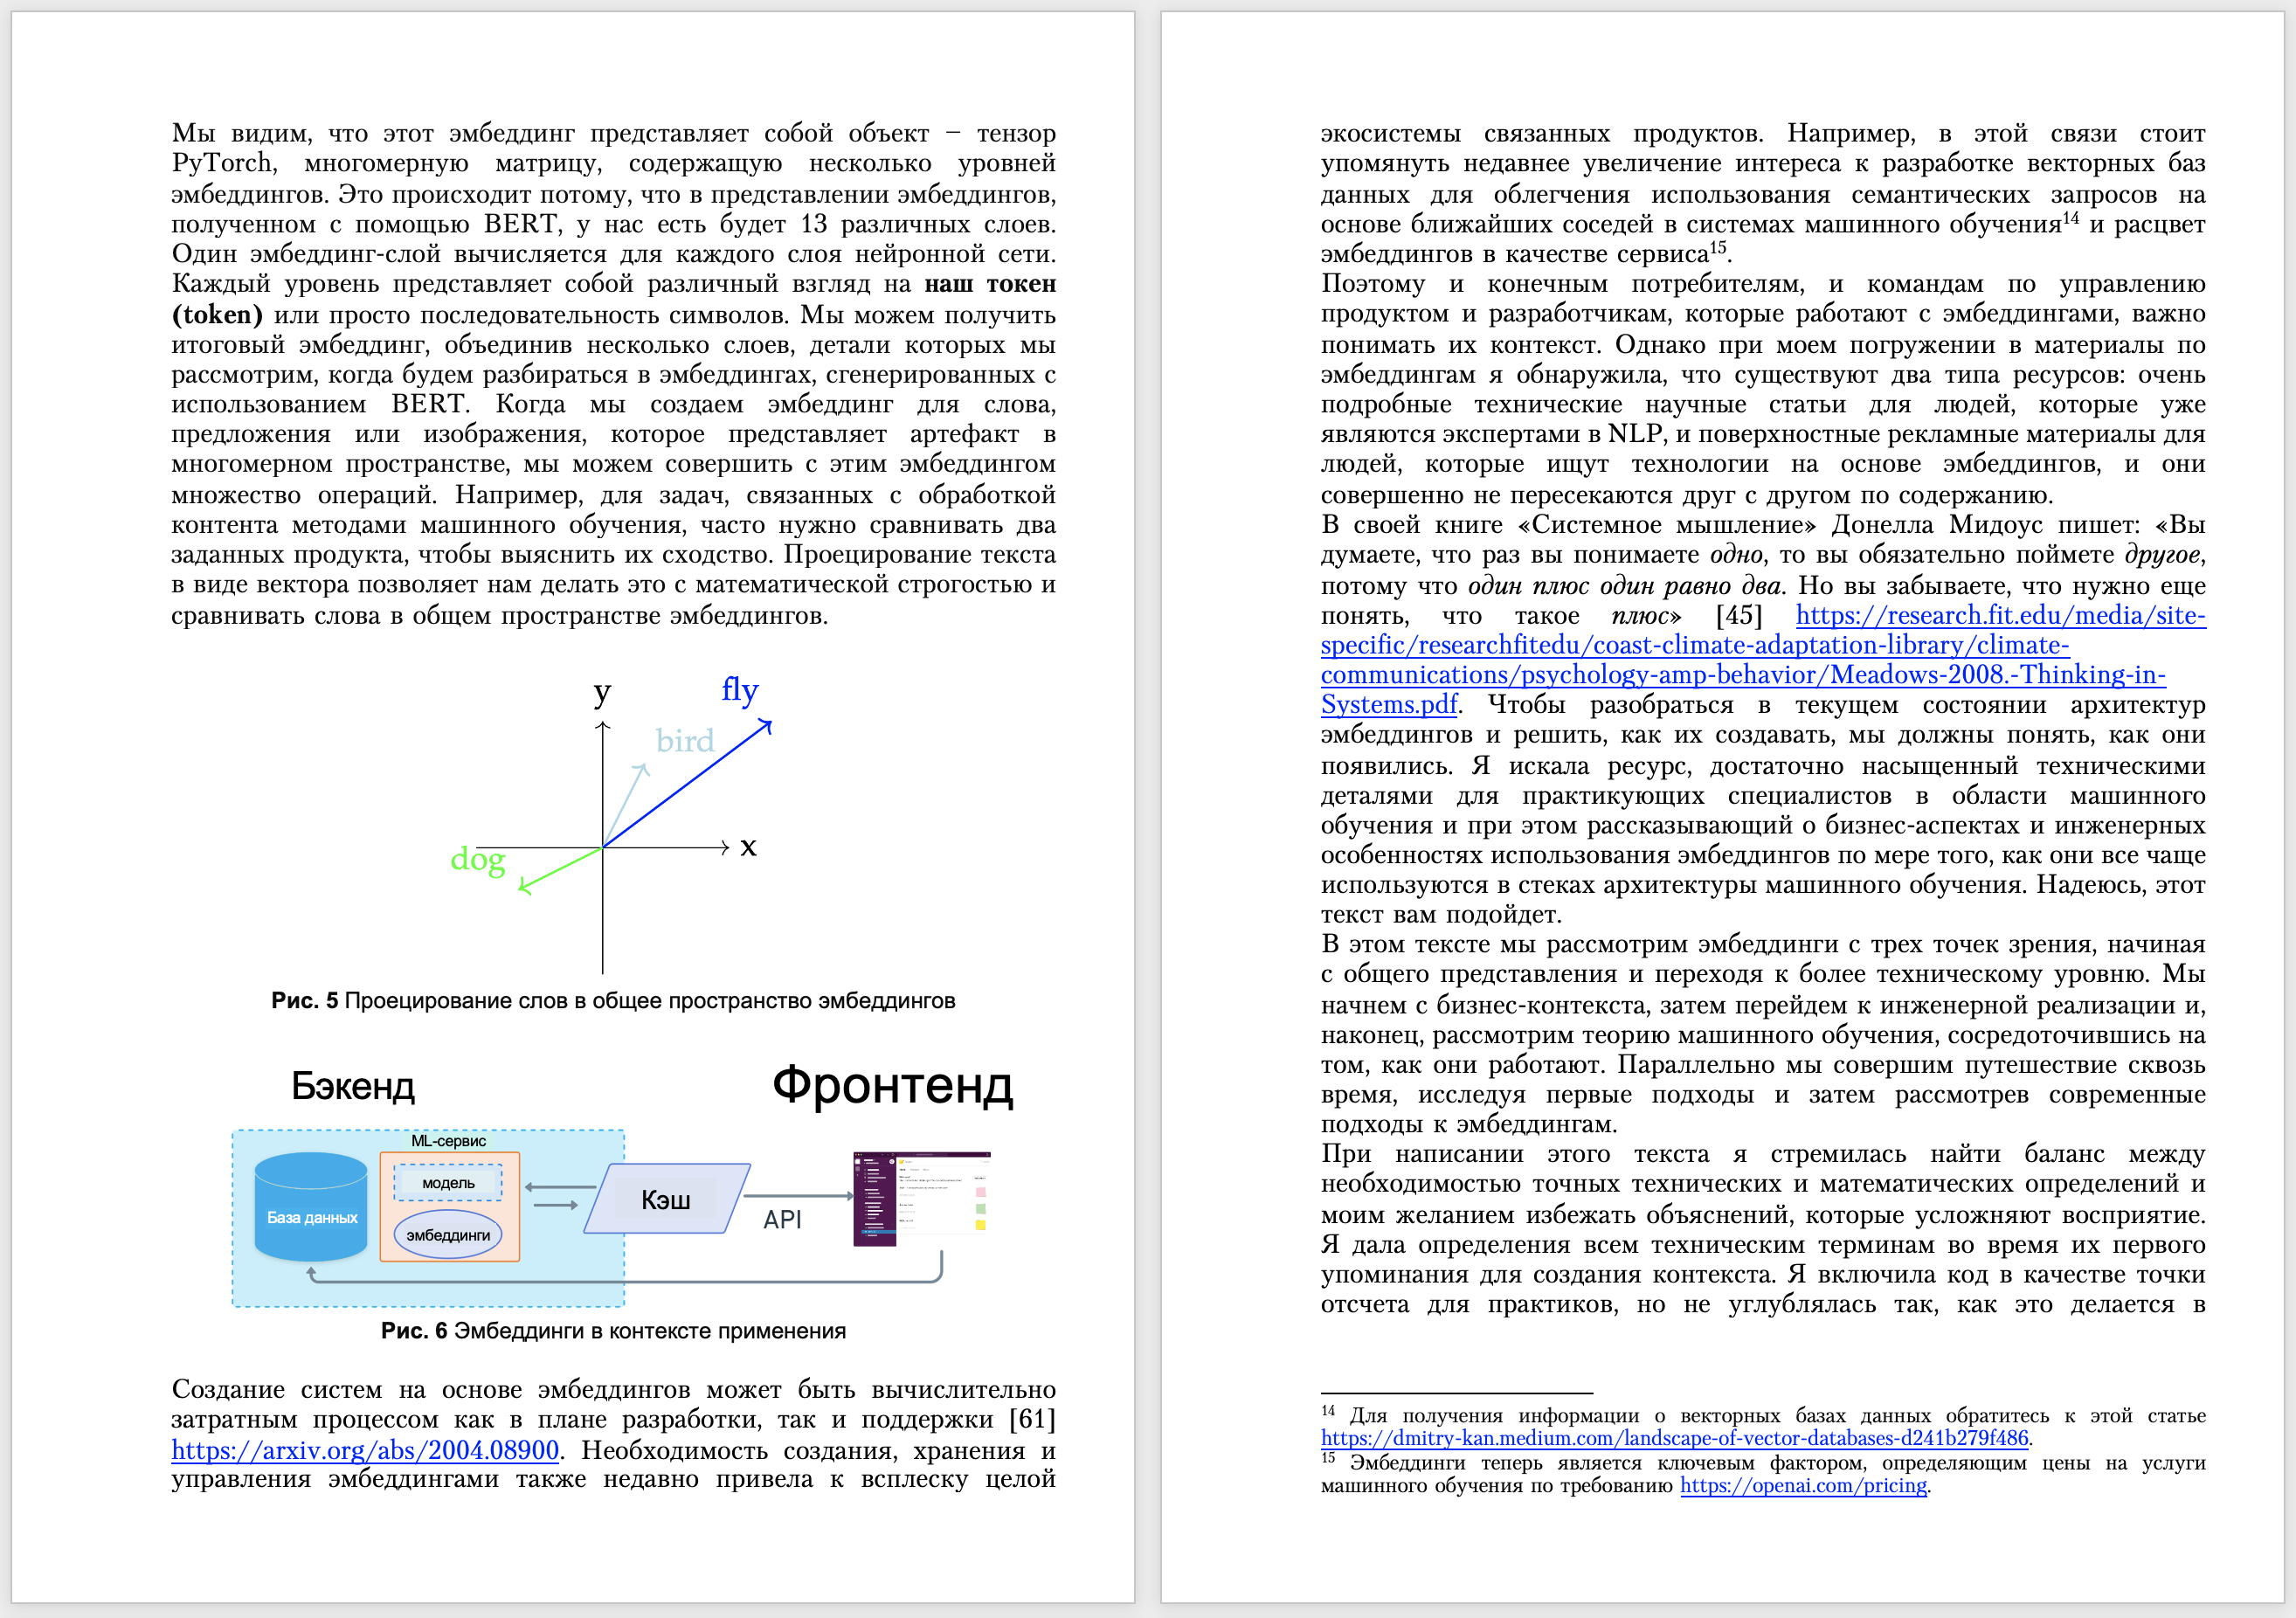 Мы видим, что этот эмбеддинг представляет собой объект – тензор
PyTorch, многомерную матрицу, содержащую несколько уровней
эмбеддингов. Это происходит потому, что в представлении эмбеддингов,
полученном с помощью BERT, у нас есть будет 13 различных слоев.
Один эмбеддинг-слой вычисляется для каждого слоя нейронной сети.
Каждый уровень представляет собой различный взгляд на наш токен
(token) или просто последовательность символов. Мы можем получить
итоговый эмбеддинг, объединив несколько слоев, детали которых мы
рассмотрим, когда будем разбираться в эмбеддингах, сгенерированных с
использованием BERT. Когда мы создаем эмбеддинг для слова,
предложения или изображения, которое представляет артефакт в
многомерном пространстве, мы можем совершить с этим эмбеддингом
множество операций. Например, для задач, связанных с обработкой
контента методами машинного обучения, часто нужно сравнивать два
заданных продукта, чтобы выяснить их сходство. Проецирование текста
в виде вектора позволяет нам делать это с математической строгостью и
сравнивать слова в общем пространстве эмбеддингов.
y
fly
bird
x
dog
Рис. 5 Проецирование слов в общее пространство эмбеддингов
Бэкенд
Фронтенд
ML-сервис
модель
База данных
эмбеддинги
Кэш
API
Рис. 6 Эмбеддинги в контексте применения
Создание систем на основе эмбеддингов может быть вычислительно
затратным процессом как в плане разработки, так и поддержки [61]
https://arxiv.org/abs/2004.08900. Необходимость создания, хранения и
управления эмбеддингами также недавно привела к всплеску целой
экосистемы связанных продуктов. Например, в этой связи стоит
упомянуть недавнее увеличение интереса к разработке векторных баз
данных для облегчения использования семантических запросов на
основе ближайших соседей в системах машинного обучения14 и расцвет
эмбеддингов в качестве сервиса15.
Поэтому и конечным потребителям, и командам по управлению
продуктом и разработчикам, которые работают с эмбеддингами, важно
понимать их контекст. Однако при моем погружении в материалы по
эмбеддингам я обнаружила, что существуют два типа ресурсов: очень
подробные технические научные статьи для людей, которые уже
являются экспертами в NLP, и поверхностные рекламные материалы для
людей, которые ищут технологии на основе эмбеддингов, и они
совершенно не пересекаются друг с другом по содержанию.
В своей книге «Системное мышление» Донелла Мидоус пишет: «Вы
думаете, что раз вы понимаете одно, то вы обязательно поймете другое,
потому что один плюс один равно два. Но вы забываете, что нужно еще
понять, что такое плюс» [45] https://research.fit.edu/media/site-
specific/researchfitedu/coast-climate-adaptation-library/climate-
communications/psychology-amp-behavior/Meadows-2008.-Thinking-in-
Systems.pdf. Чтобы разобраться в текущем состоянии архитектур
эмбеддингов и решить, как их создавать, мы должны понять, как они
появились. Я искала ресурс, достаточно насыщенный техническими
деталями для практикующих специалистов в области машинного
обучения и при этом рассказывающий о бизнес-аспектах и инженерных
особенностях использования эмбеддингов по мере того, как они все чаще
используются в стеках архитектуры машинного обучения. Надеюсь, этот
текст вам подойдет.
В этом тексте мы рассмотрим эмбеддинги с трех точек зрения, начиная
с общего представления и переходя к более техническому уровню. Мы
начнем с бизнес-контекста, затем перейдем к инженерной реализации и,
наконец, рассмотрим теорию машинного обучения, сосредоточившись на
том, как они работают. Параллельно мы совершим путешествие сквозь
время, исследуя первые подходы и затем рассмотрев современные
подходы к эмбеддингам.
При написании этого текста я стремилась найти баланс между
необходимостью точных технических и математических определений и
моим желанием избежать объяснений, которые усложняют восприятие.
Я дала определения всем техническим терминам во время их первого
упоминания для создания контекста. Я включила код в качестве точки
отсчета для практиков, но не углублялась так, как это делается в
14 Для получения информации о векторных базах данных обратитесь к этой статье
https://dmitry-kan.medium.com/landscape-of-vector-databases-d241b279f486.
15 Эмбеддинги теперь является ключевым фактором, определяющим цены на услуги
машинного обучения по требованию https://openai.com/pricing.